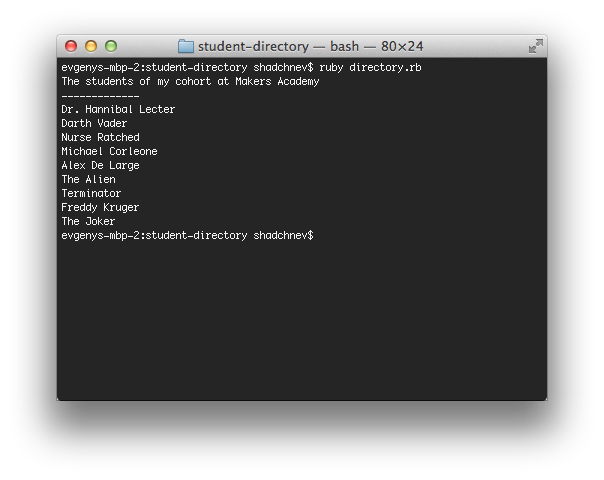 student-directory — bash — 80×24
evgenys-mbp-2:student-directory shadchnev$ ruby directory.rb
The students of my cohort at Makers Academy
-------------
Dr. Hannibal Lecter
Darth Vader
Nurse Ratched
Michael Corleone
Alex De Large
The Alien
Terminator
Freddy Kruger
The Joker
evgenys-mbp-2:student-directory shadchnev$